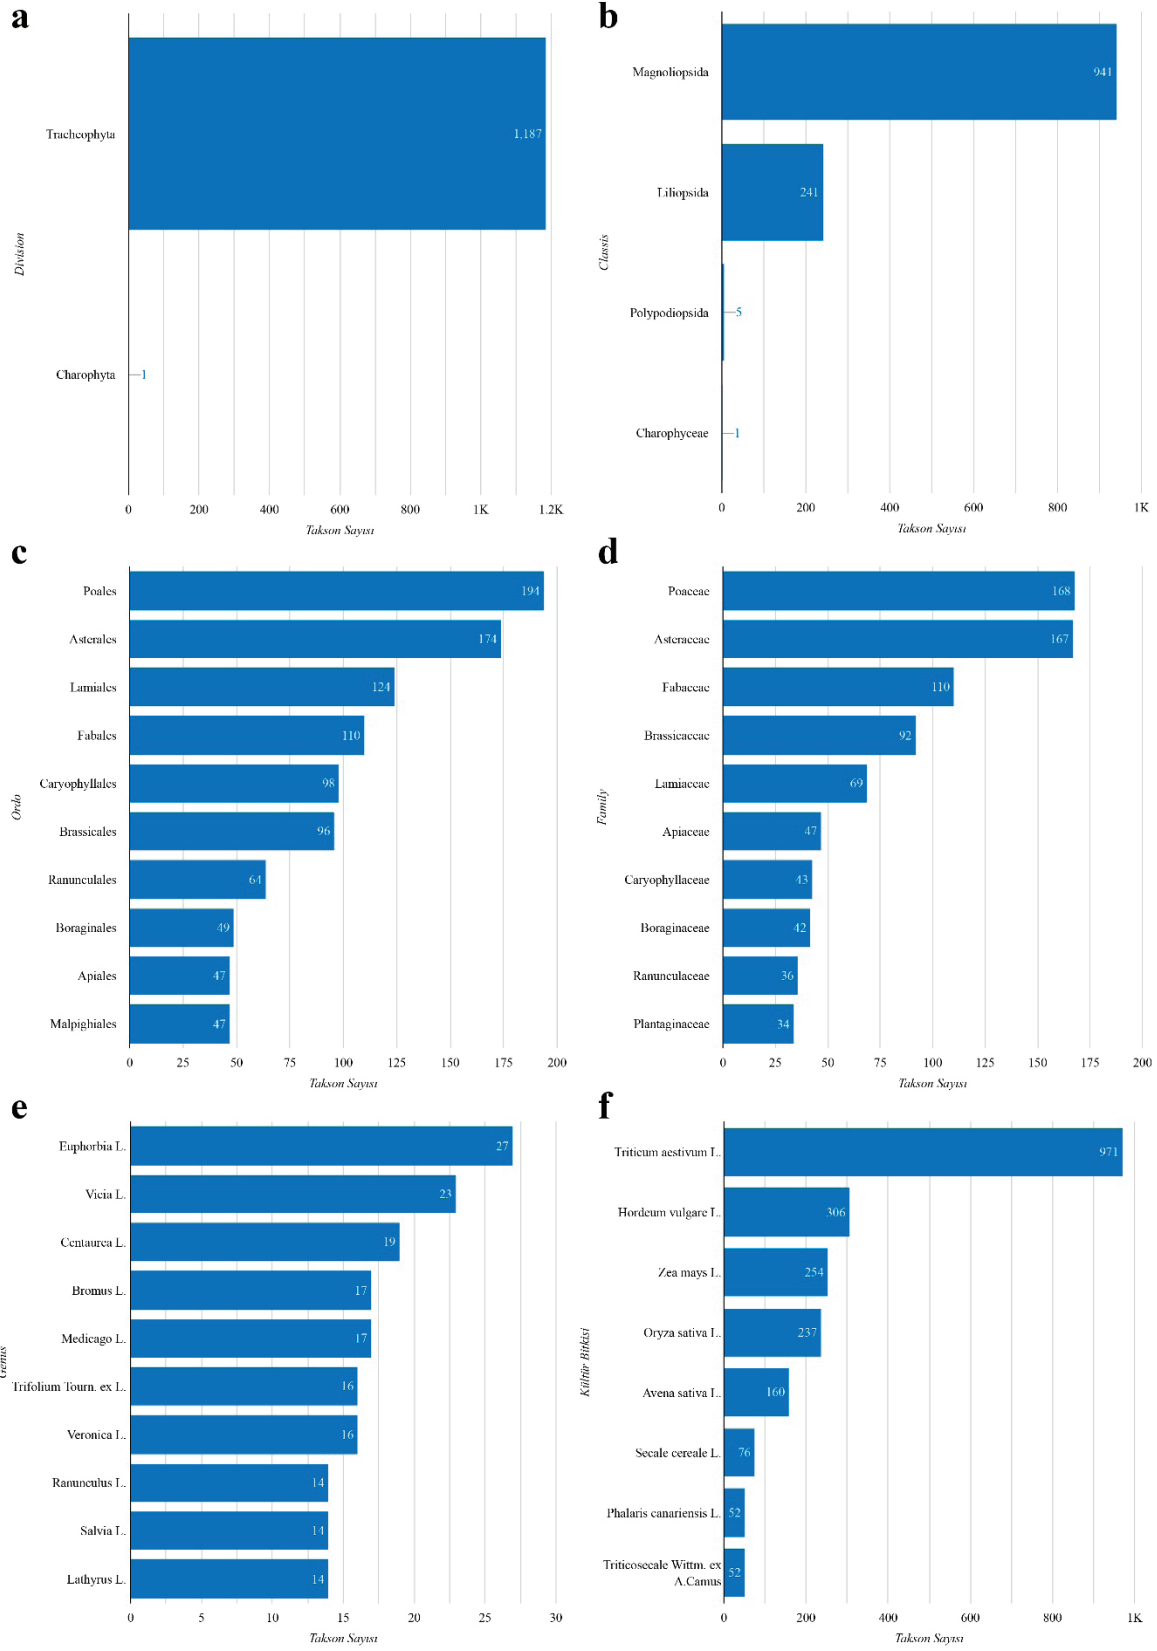 a
Division
Tracheophyta
1,187
Charophyta
1
0 200 400 600 800 1K 1.2K
Takson Sayısı
b
Classis
Magnoliopsida
941
Liliopsida
241
Polypodiopsida
5
Charophyceae
1
0 200 400 600 800 1K
Takson Sayısı
c
Ordo
Poales 194
Asterales 174
Lamiales 124
Fabales 110
Caryophyllales 98
Brassicales 96
Ranunculales 64
Boraginales 49
Apiales 47
Malpighiales 47
0 25 50 75 100 125 150 175 200
Takson Sayısı
d
Family
Poaceae 168
Asteraceae 167
Fabaceae 110
Brassicaceae 92
Lamiaceae 69
Apiaceae 47
Caryophyllaceae 43
Boraginaceae 42
Ranunculaceae 36
Plantaginaceae 34
0 25 50 75 100 125 150 175 200
Takson Sayısı
e
Genus
Euphorbia L. 27
Vicia L. 23
Centaurea L. 19
Bromus L. 17
Medicago L. 17
Trifolium Tourn. ex L. 16
Veronica L. 16
Ranunculus L. 14
Salvia L. 14
Lathyrus L. 14
0 5 10 15 20 25 30
Takson Sayısı
f
Kültür Bitkisi
Triticum aestivum L. 971
Hordeum vulgare L. 306
Zea mays L. 254
Oryza sativa L. 237
Avena sativa L. 160
Secale cereale L. 76
Phalaris canariensis L. 52
Triticosecale Wittm. ex
A.Camus 52
0 200 400 600 800 1K
Takson Sayısı